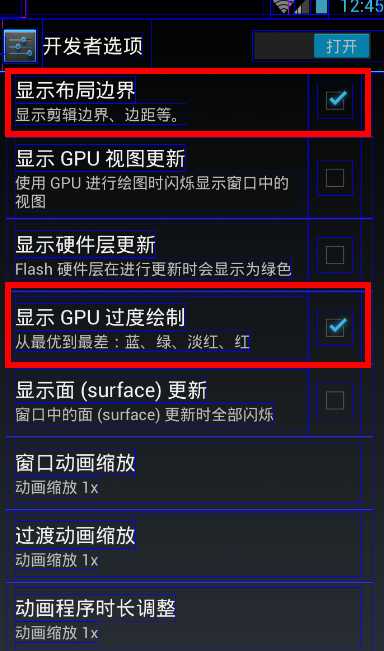 12:45
开发者选项
打开
显示布局边界
显示剪辑边界、边距等。
显示 GPU 视图更新
使用 GPU 进行绘图时闪烁显示窗口中的
视图
显示硬件层更新
Flash 硬件层在进行更新时会显示为绿色
显示 GPU 过度绘制
从最优到最差：蓝、绿、淡红、红
显示面 (surface) 更新
窗口中的面 (surface) 更新时全部闪烁
窗口动画缩放
动画缩放 1x
过渡动画缩放
动画缩放 1x
动画程序时长调整
动画缩放 1x